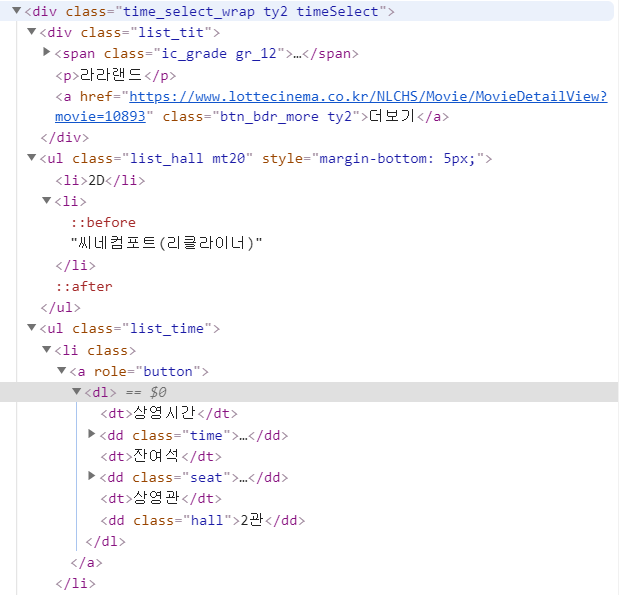 ▼<div class="time_select_wrap ty2 timeSelect">
▼<div class="list_tit">
▶<span class="ic_grade gr_12">…</span>
<p>라라랜드</p>
<a href="https://www.lottecinema.co.kr/NLCHS/Movie/MovieDetailView?
movie=10893" class="btn_bdr_more ty2">더보기</a>
</div>
▼<ul class="list_hall mt20" style="margin-bottom: 5px;">
<li>2D</li>
▼<li>
::before
"씨네컴포트(리클라이너)"
</li>
::after
</ul>
▼<ul class="list_time">
▼<li class>
▼<a role="button">
▼<dl> == $0
<dt>상영시간</dt>
▶<dd class="time">…</dd>
<dt>잔여석</dt>
▶<dd class="seat">…</dd>
<dt>상영관</dt>
<dd class="hall">2관</dd>
</dl>
</a>
</li>